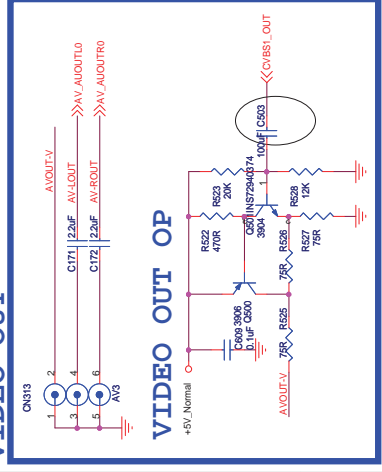 VIDEO OUT
CN313
1
2
3
4
5
6
AV3
AVOUT-V
C171
2.2uF
AV-LOUT
AV_AUOUTL0
C172
2.2uF
AV-ROUT
AV_AUOUTR0
VIDEO OUT OP
+5V_Normal
C609
0.1uF
3906
Q500
R522
470R
R523
20K
Q501
INS72940374
3904
1
100uF
C503
CVBS1_OUT
AVOUT-V
R525
75R
R526
75R
R527
75R
R528
12K